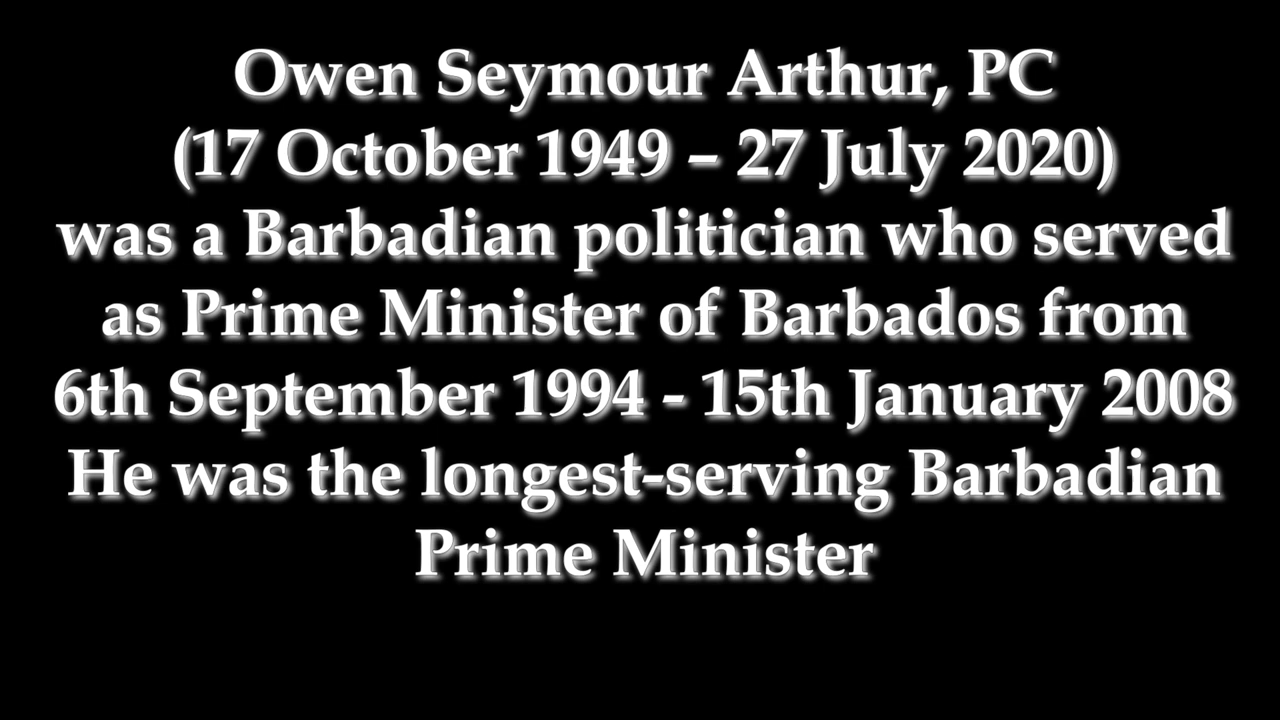 Owen Seymour Arthur, PC
(17 October 1949 – 27 July 2020)
was a Barbadian politician who served
as Prime Minister of Barbados from
6th September 1994 - 15th January 2008
He was the longest-serving Barbadian
Prime Minister